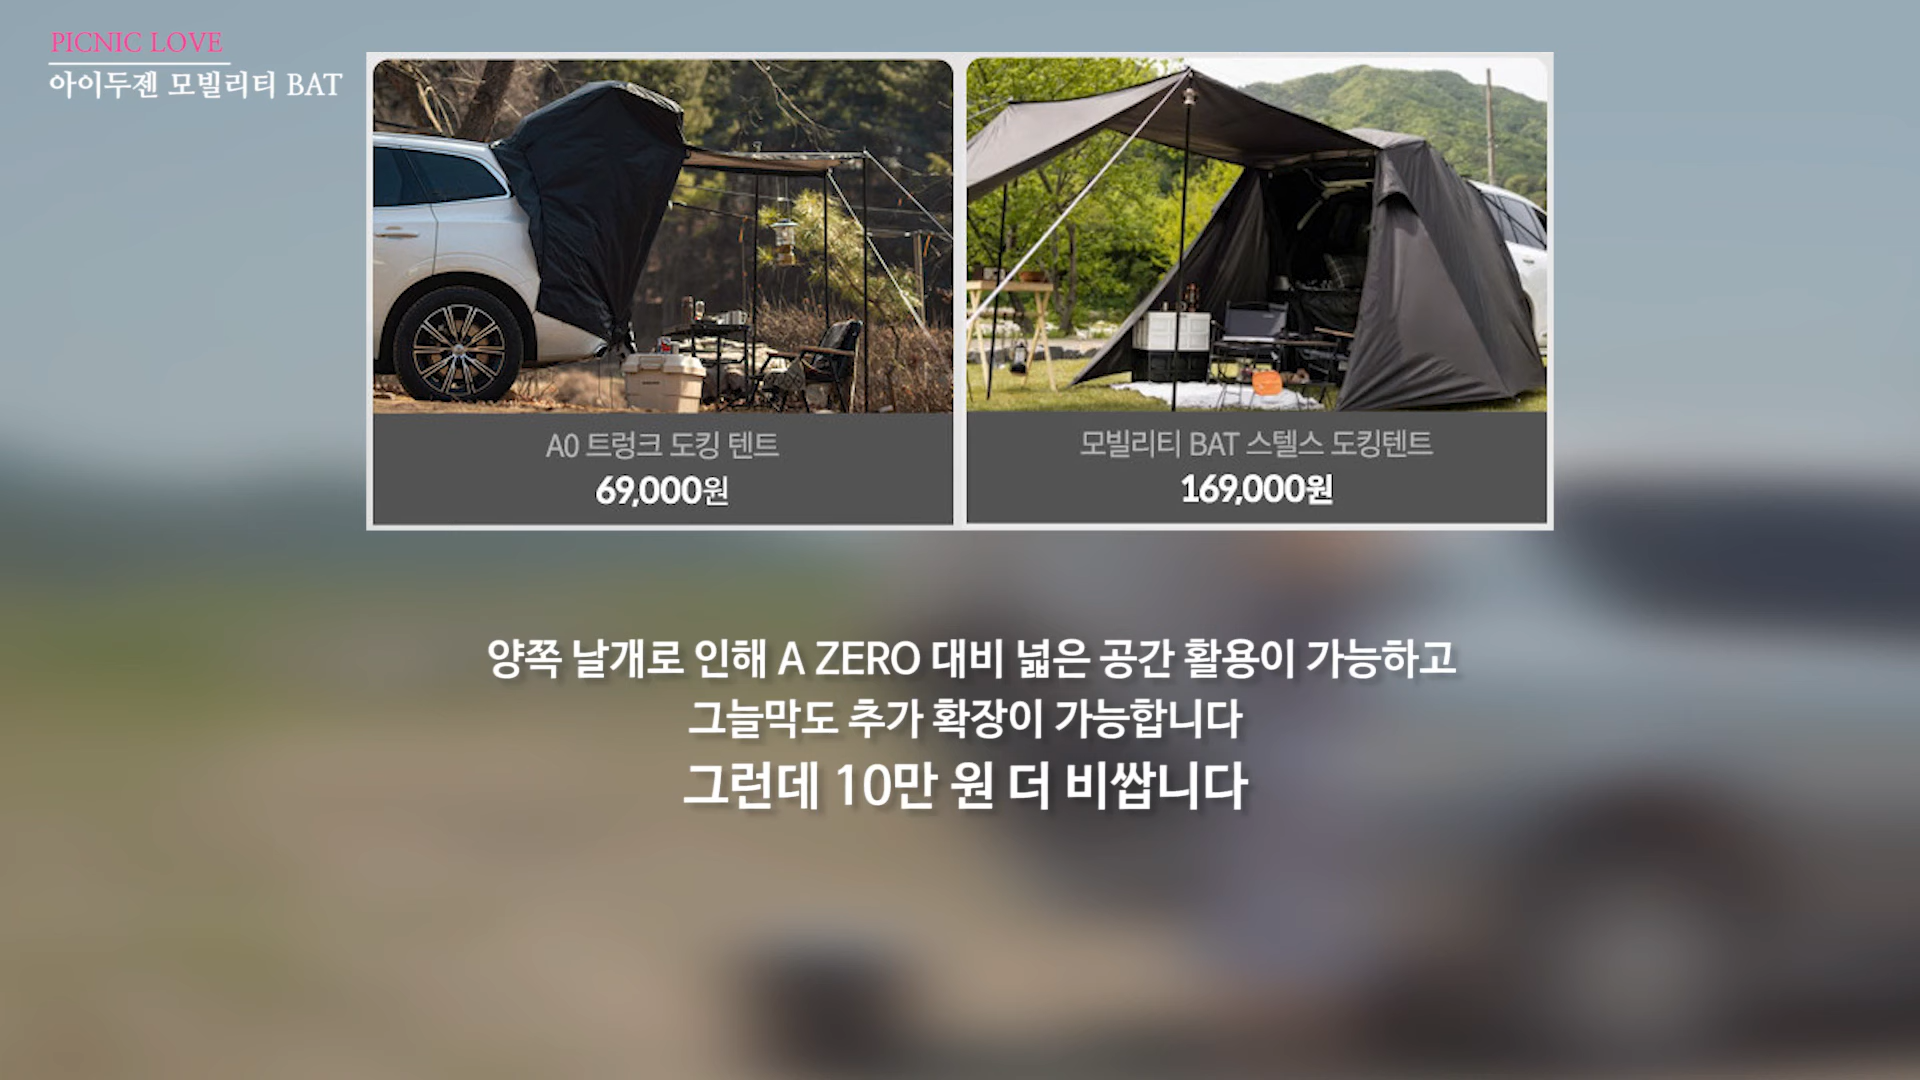 PICNIC LOVE
아이두젠 모빌리티 BAT
A0 트렁크 도킹 텐트
69,000원
모빌리티 BAT 스텔스 도킹텐트
169,000원
양쪽 날개로 인해 A ZERO 대비 넓은 공간 활용이 가능하고
그늘막도 추가 확장이 가능합니다
그런데 10만 원 더 비쌉니다